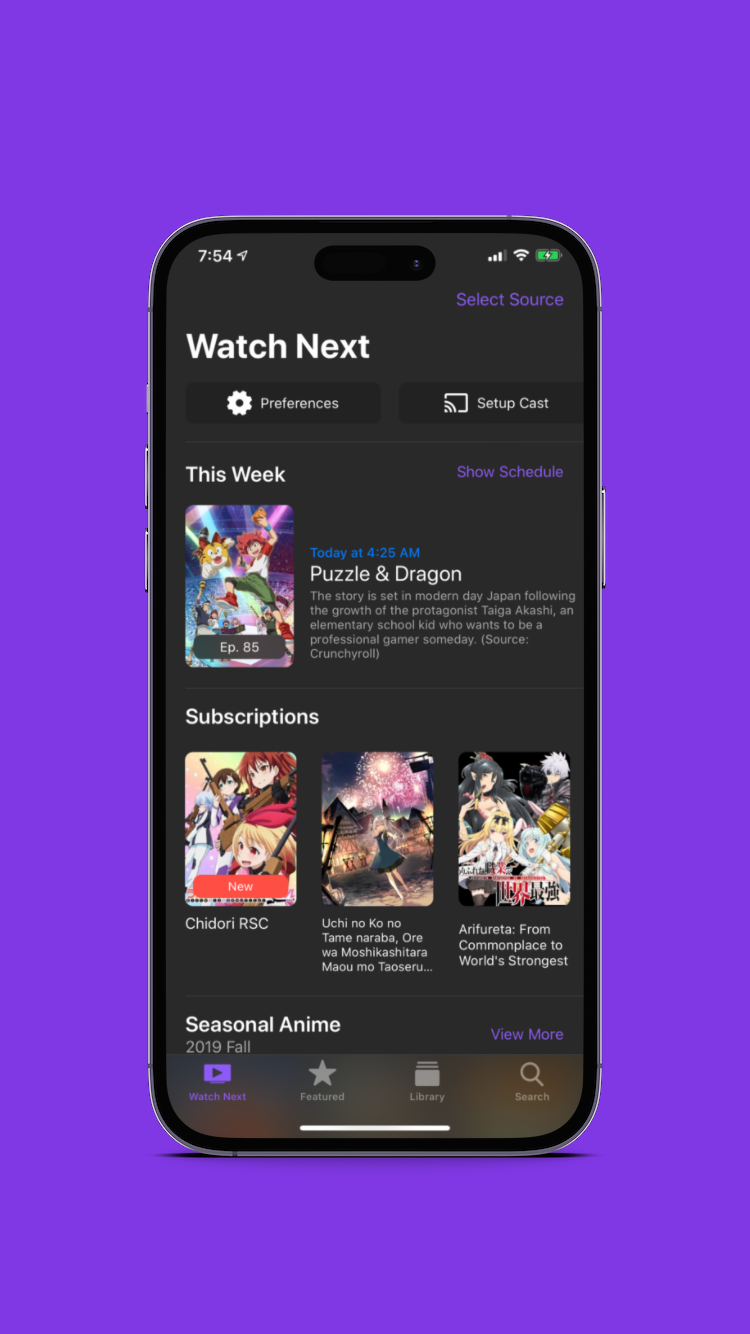 7:54
Select Source
Watch Next
Preferences
Setup Cast
This Week
Show Schedule
Today at 4:25 AM
Puzzle & Dragon
The story is set in modern day Japan following
the growth of the protagonist Taiga Akashi, an
elementary school kid who wants to be a
professional gamer someday. (Source:
Crunchyroll)
Ep. 85
Subscriptions
New
世界最強
Chidori RSC
Uchi no Ko no
Tame naraba, Ore
wa Moshikashitara
Maou mo Taoseru...
Arifureta: From
Commonplace to
World's Strongest
Seasonal Anime
View More
2019 Fall
Watch Next
Featured
Library
Search